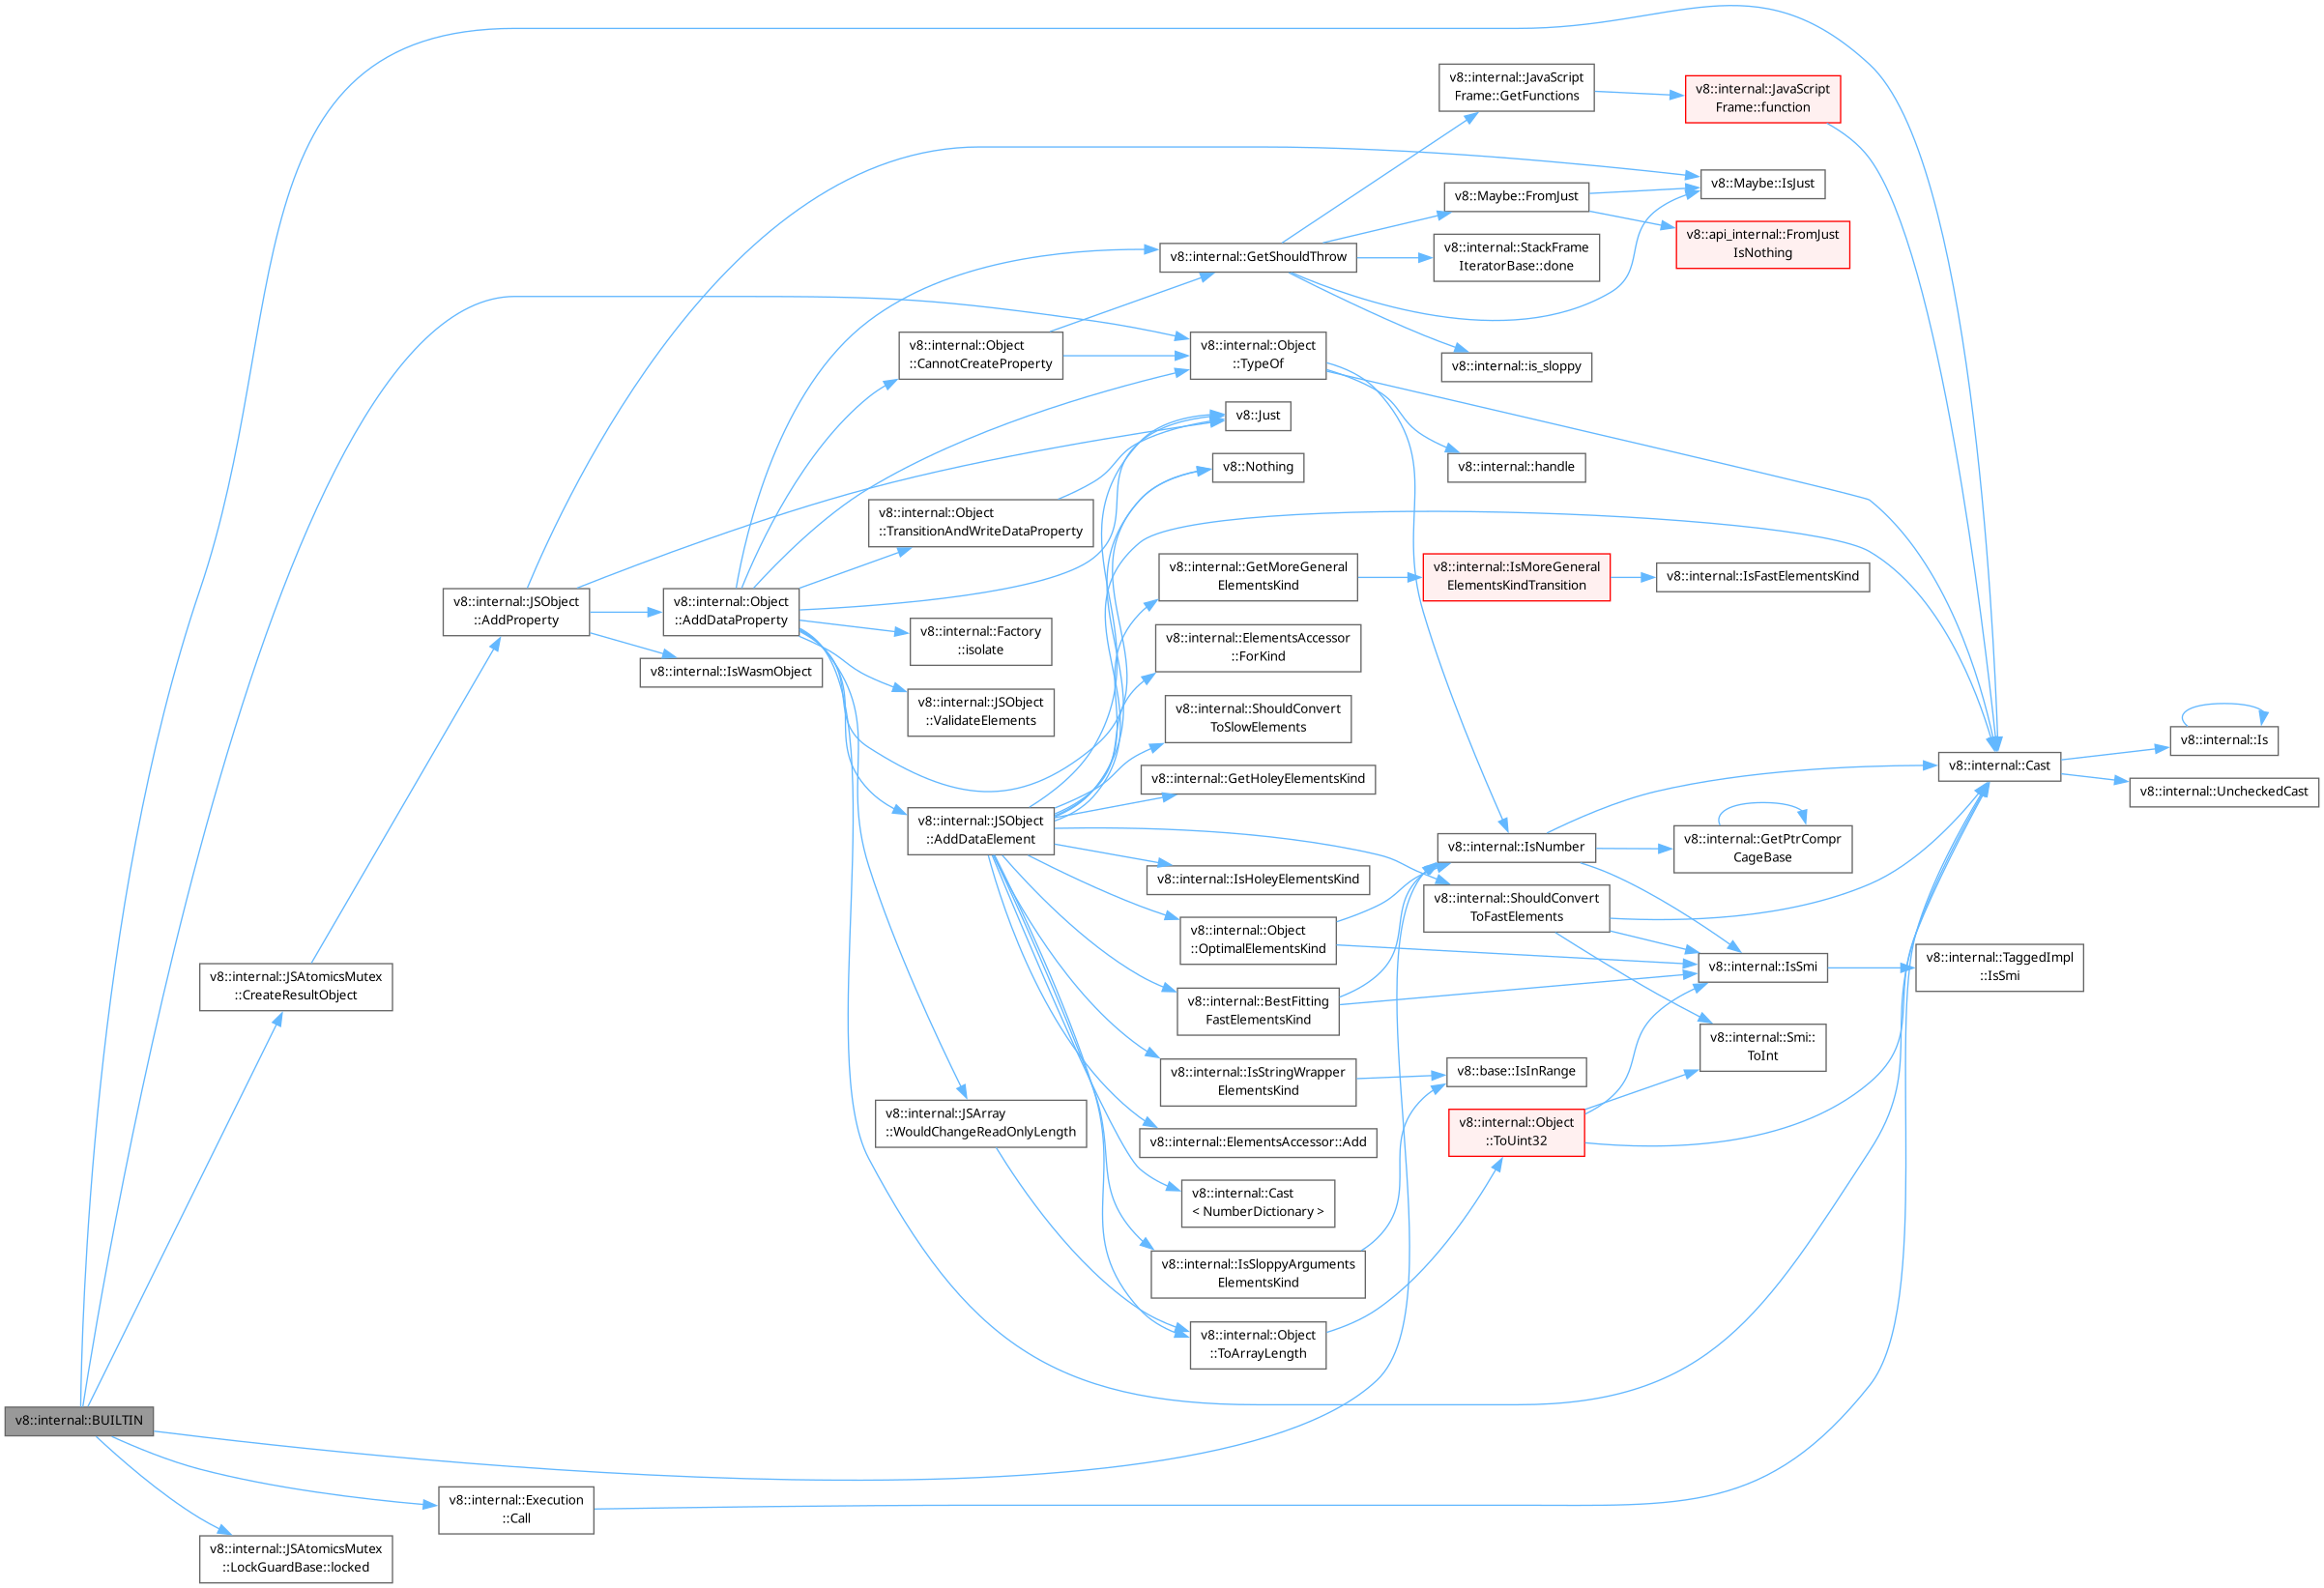 v8::internal::JavaScript
Frame::GetFunctions
v8::internal::JavaScript
Frame::function
v8::Maybe::IsJust
v8::Maybe::FromJust
v8::api_internal::FromJust
IsNothing
v8::internal::StackFrame
IteratorBase::done
v8::internal::GetShouldThrow
v8::internal::is_sloppy
v8::internal::Object
::CannotCreateProperty
v8::internal::Object
::TypeOf
v8::Just
v8::Nothing
v8::internal::handle
v8::internal::Object
::TransitionAndWriteDataProperty
v8::internal::GetMoreGeneral
ElementsKind
v8::internal::IsMoreGeneral
ElementsKindTransition
v8::internal::IsFastElementsKind
v8::internal::JSObject
::AddProperty
v8::internal::Object
::AddDataProperty
v8::internal::Factory
::isolate
v8::internal::ElementsAccessor
::ForKind
v8::internal::IsWasmObject
v8::internal::JSObject
::ValidateElements
v8::internal::ShouldConvert
ToSlowElements
v8::internal::Is
v8::internal::Cast
v8::internal::UncheckedCast
v8::internal::GetHoleyElementsKind
v8::internal::JSObject
::AddDataElement
v8::internal::IsNumber
v8::internal::GetPtrCompr
CageBase
v8::internal::IsHoleyElementsKind
v8::internal::ShouldConvert
ToFastElements
v8::internal::Object
::OptimalElementsKind
v8::internal::IsSmi
v8::internal::TaggedImpl
::IsSmi
v8::internal::JSAtomicsMutex
::CreateResultObject
v8::internal::BestFitting
FastElementsKind
v8::internal::Smi::
ToInt
v8::internal::IsStringWrapper
ElementsKind
v8::base::IsInRange
v8::internal::JSArray
::WouldChangeReadOnlyLength
v8::internal::ElementsAccessor::Add
v8::internal::Object
::ToUint32
v8::internal::Cast
< NumberDictionary >
v8::internal::IsSloppyArguments
ElementsKind
v8::internal::Object
::ToArrayLength
v8::internal::BUILTIN
v8::internal::Execution
::Call
v8::internal::JSAtomicsMutex
::LockGuardBase::locked